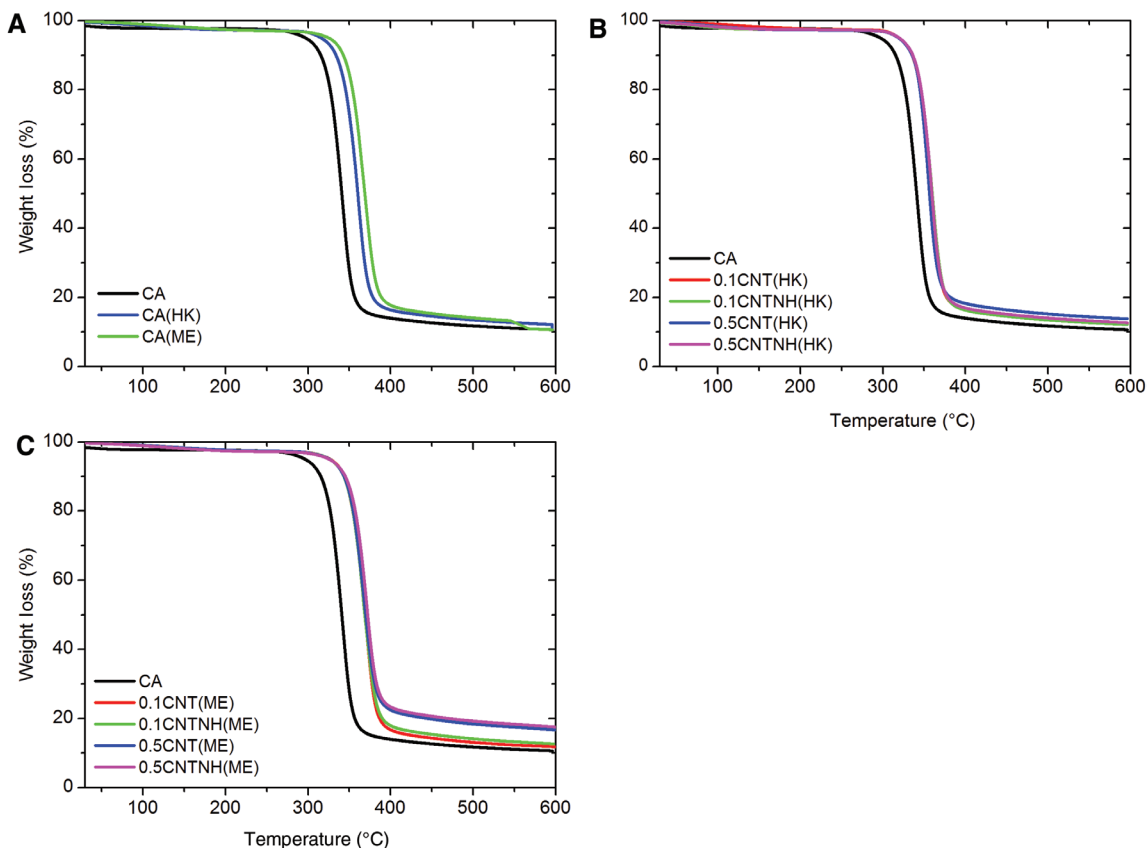 A
100
80
60
40
20
0
Weight loss (%)
CA
CA(HK)
CA(ME)
100 200 300 400 500 600
B
100
80
60
40
20
0
CA
0.1CNT(HK)
0.1CNTNH(HK)
0.5CNT(HK)
0.5CNTNH(HK)
100 200 300 400 500 600
Temperature (°C)
C
100
80
60
40
20
0
Weight loss (%)
CA
0.1CNT(ME)
0.1CNTNH(ME)
0.5CNT(ME)
0.5CNTNH(ME)
100 200 300 400 500 600
Temperature (°C)